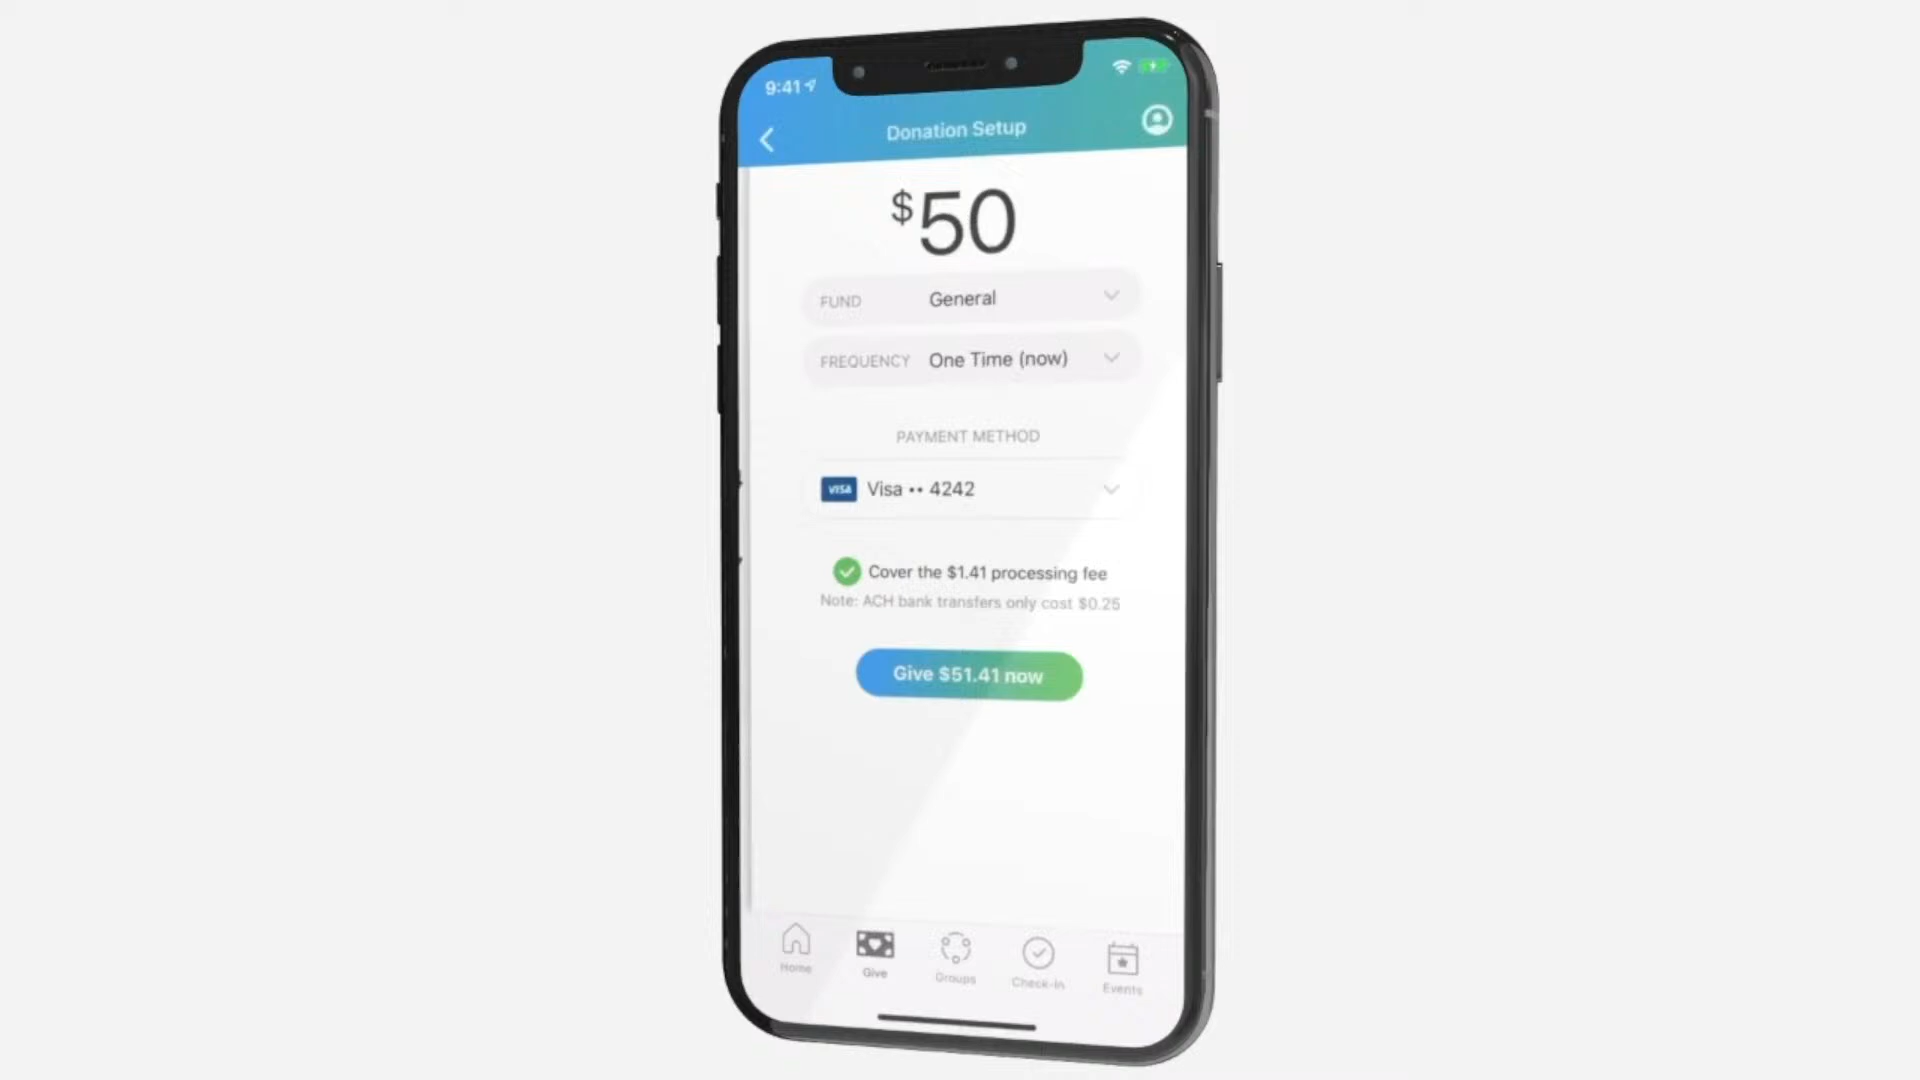 9:41
Donation Setup
$50
FUND General
FREQUENCY One Time (now)
PAYMENT METHOD
VISA Visa •• 4242
Cover the $1.41 processing fee
Note: ACH bank transfers only cost $0.25
Give $51.41 now
Home Give Groups Check-In Events